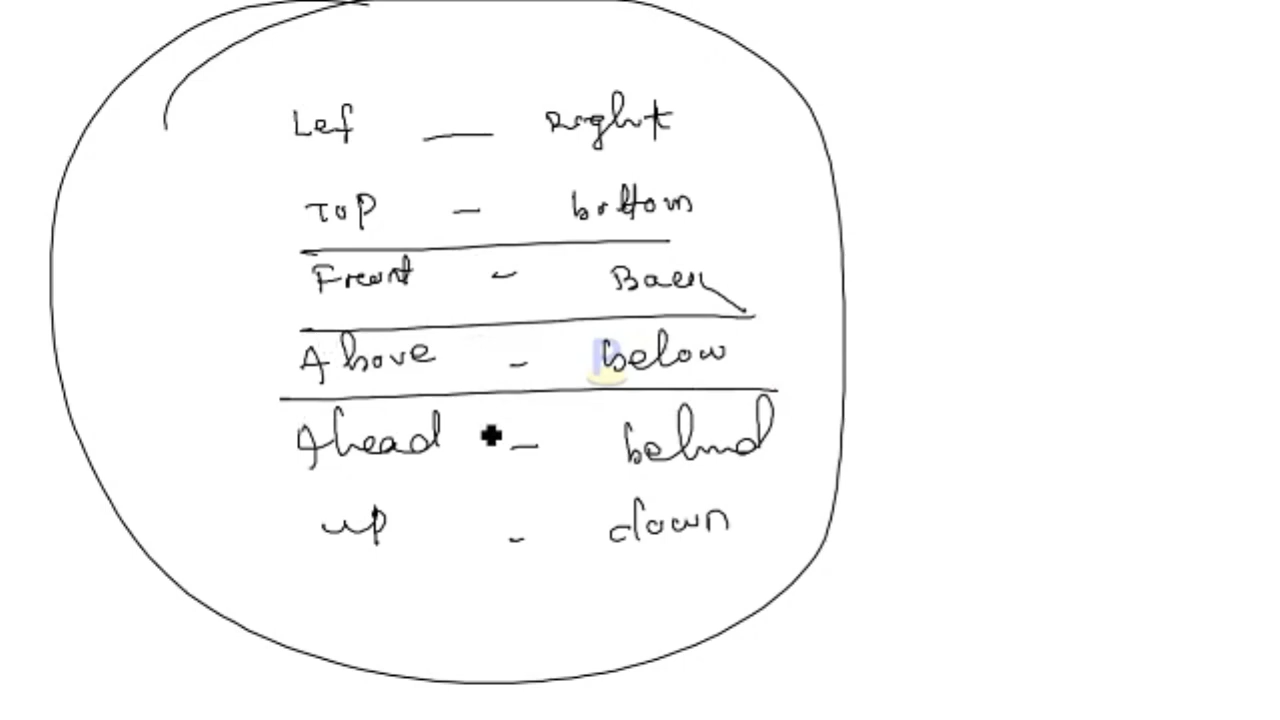 Lef — Right
Top - bottom
Front - Back
Above - below
Ahead - behind
up - down